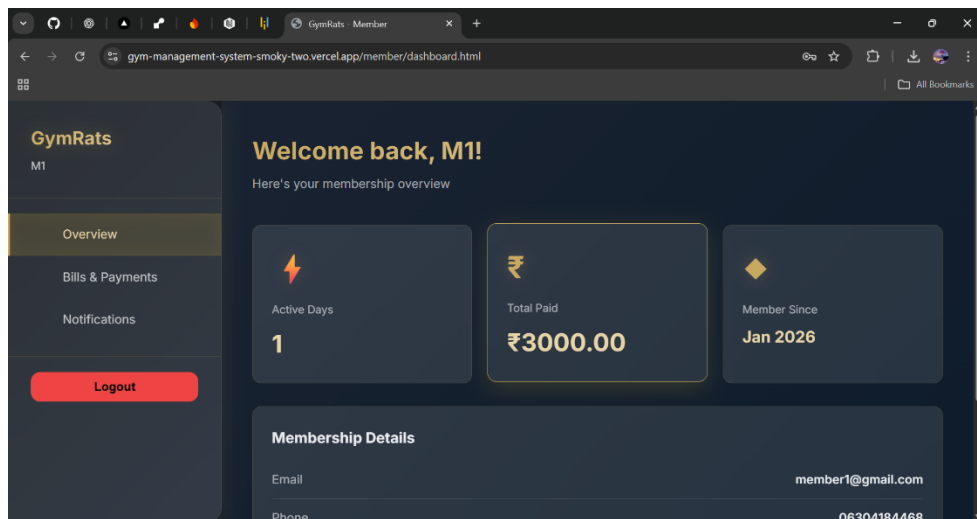 GymRats - Member
gym-management-system-smoky-two.vercel.app/member/dashboard.html
All Bookmarks
GymRats
M1
Overview
Bills & Payments
Notifications
Logout
Welcome back, M1!
Here's your membership overview
Active Days
1
₹
Total Paid
₹3000.00
Member Since
Jan 2026
Membership Details
Email
member1@gmail.com
Phone
06304184468